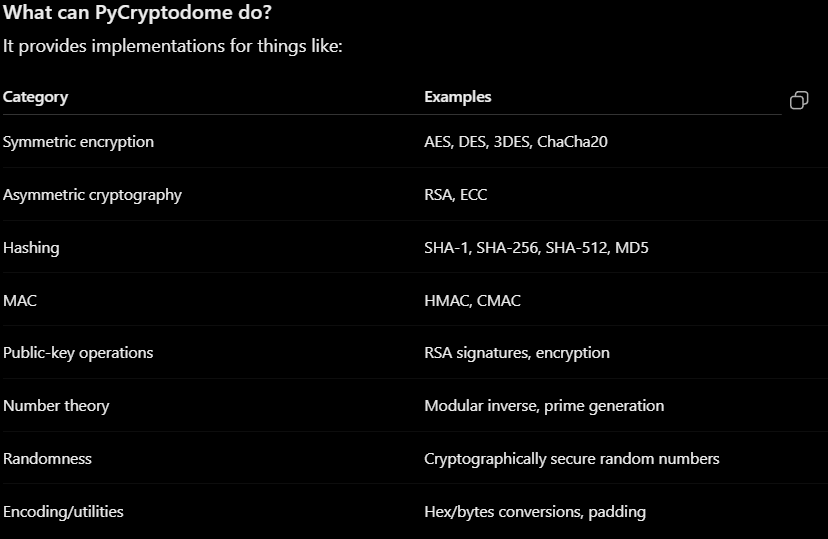 What can PyCryptodome do?
It provides implementations for things like:
Category Examples
Symmetric encryption AES, DES, 3DES, ChaCha20
Asymmetric cryptography RSA, ECC
Hashing SHA-1, SHA-256, SHA-512, MD5
MAC HMAC, CMAC
Public-key operations RSA signatures, encryption
Number theory Modular inverse, prime generation
Randomness Cryptographically secure random numbers
Encoding/utilities Hex/bytes conversions, padding